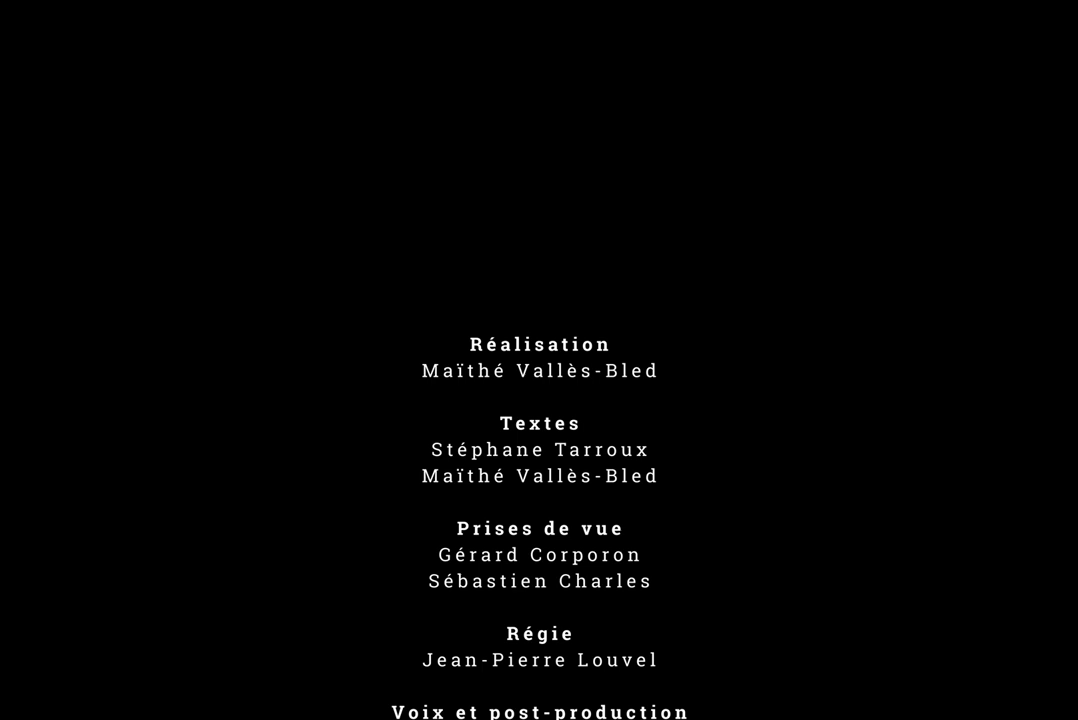 Réalisation
Maïthé Vallès-Bled
Textes
Stéphane Tarroux
Maïthé Vallès-Bled
Prises de vue
Gérard Corporon
Sébastien Charles
Régie
Jean-Pierre Louvel
Voix et post-production